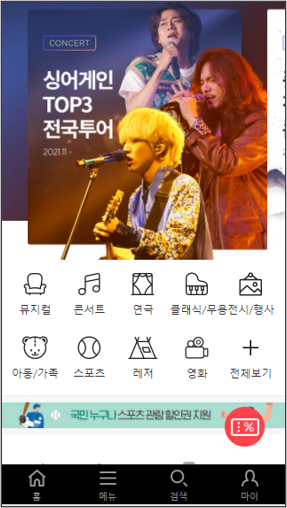 CONCERT
싱어게인
TOP3
전국투어
2021.11 -
뮤지컬
콘서트
연극
클래식/무용
전시/행사
아동/가족
스포츠
레저
영화
전체보기
국민 누구나 스포츠 관람 할인권 지원
%
홈
메뉴
검색
마이